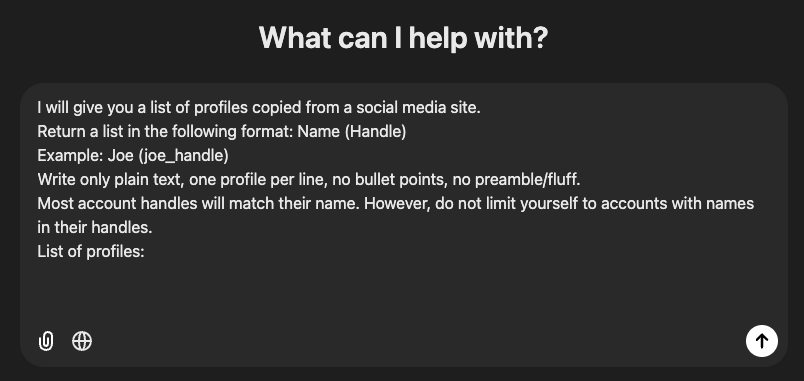 What can I help with?
I will give you a list of profiles copied from a social media site.
Return a list in the following format: Name (Handle)
Example: Joe (joe_handle)
Write only plain text, one profile per line, no bullet points, no preamble/fluff.
Most account handles will match their name. However, do not limit yourself to accounts with names
in their handles.
List of profiles: